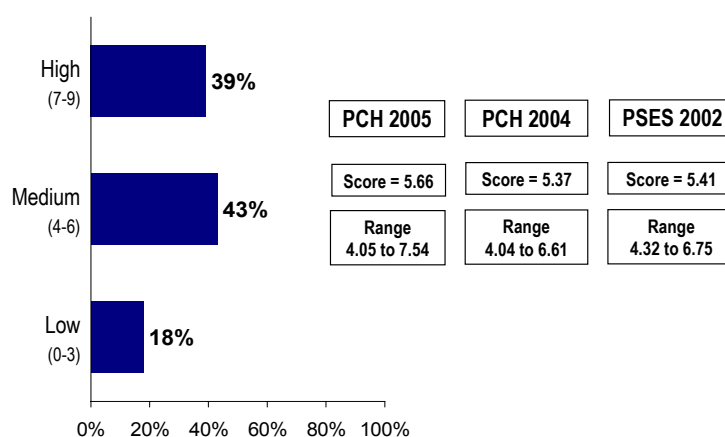 High
(7-9)
39%
Medium
(4-6)
43%
Low
(0-3)
18%
0% 20% 40% 60% 80% 100%
PCH 2005 PCH 2004 PSES 2002
Score = 5.66 Score = 5.37 Score = 5.41
Range Range Range
4.05 to 7.54 4.04 to 6.61 4.32 to 6.75